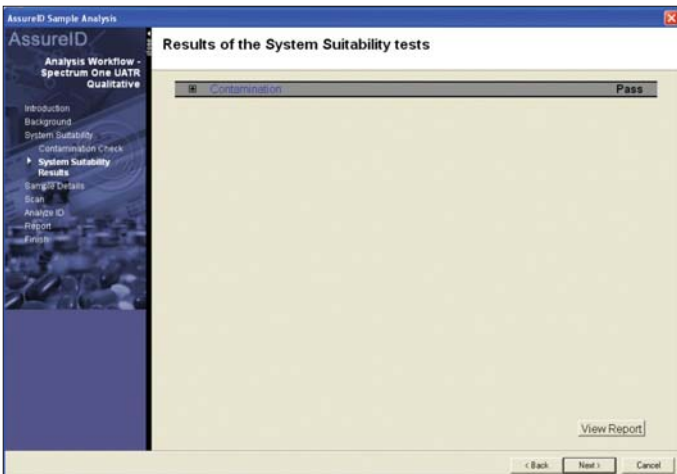 AssureID Sample Analysis
AssureID
close
Analysis Workflow -
Spectrum One UATR
Qualitative
Introduction
Background
System Suitability
Contamination Check
System Suitability
Results
Sample Details
Scan
Analyze ID
Report
Finish
Results of the System Suitability tests
Contamination Pass
View Report
< Back Next > Cancel